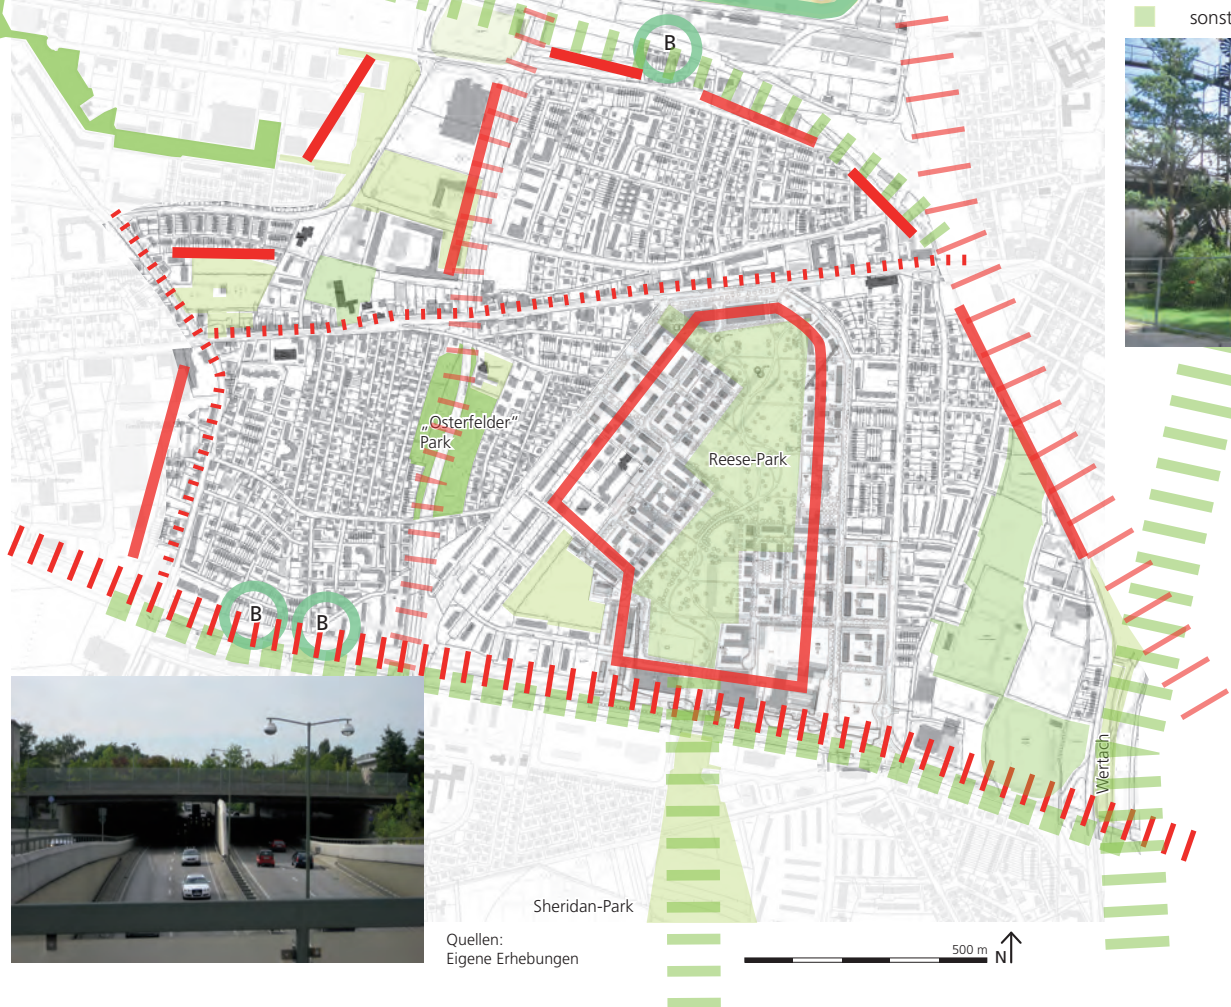 sonst
B
„Osterfelder“
Park
Reese-Park
B
B
Wertach
Sheridan-Park
Quellen:
Eigene Erhebungen
500 m
N